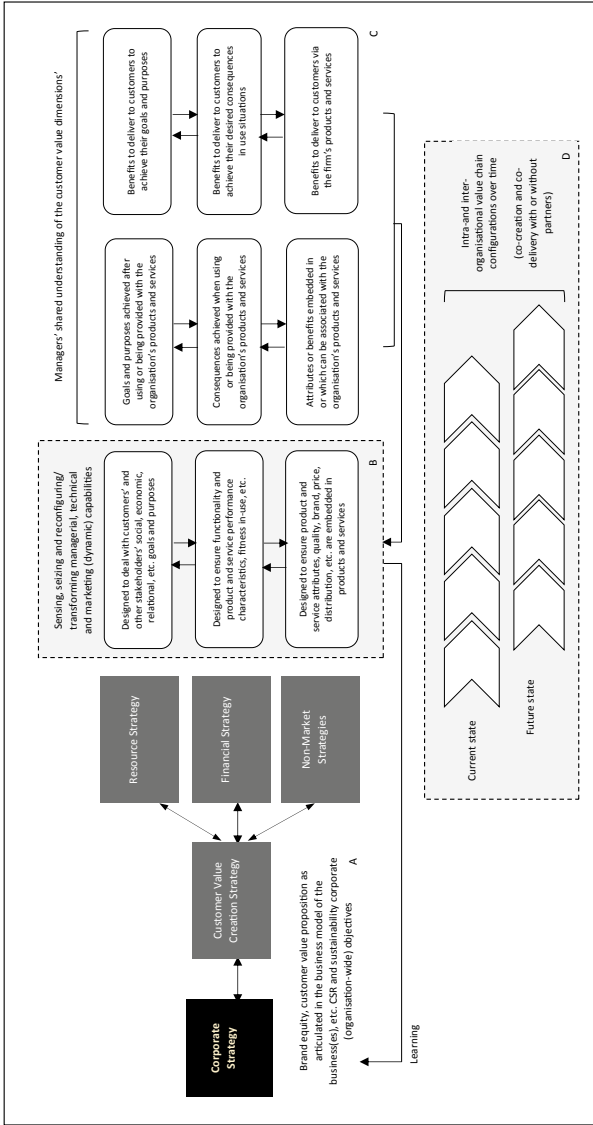 Corporate
Strategy
Customer Value
Creation Strategy
Resource Strategy
Financial Strategy
Non-Market
Strategies
Brand equity, customer value proposition as
articulated in the business model of the
business(es), etc. CSR and sustainability corporate
(organisation-wide) objectives
A
Learning
Sensing, seizing and reconfiguring/
transforming managerial, technical
and marketing (dynamic) capabilities
Designed to deal with customers’ and
other stakeholders’ social, economic,
relational, etc. goals and purposes
Designed to ensure functionality and
product and service performance
characteristics, fitness in-use, etc.
Designed to ensure product and
service attributes, quality, brand, price,
distribution, etc. are embedded in
products and services
B
Managers’ shared understanding of the customer value dimensions’
Goals and purposes achieved after
using or being provided with the
organisation’s products and services
Consequences achieved when using
or being provided with the
organisation’s products and services
Attributes or benefits embedded in
or which can be associated with the
organisation’s products and services
Benefits to deliver to customers to
achieve their goals and purposes
Benefits to deliver to customers to
achieve their desired consequences
in use situations
Benefits to deliver to customers via
the firm’s products and services
C
Current state
Future state
Intra-and inter-
organisational value chain
configurations over time
(co-creation and co-
delivery with or without
partners)
D